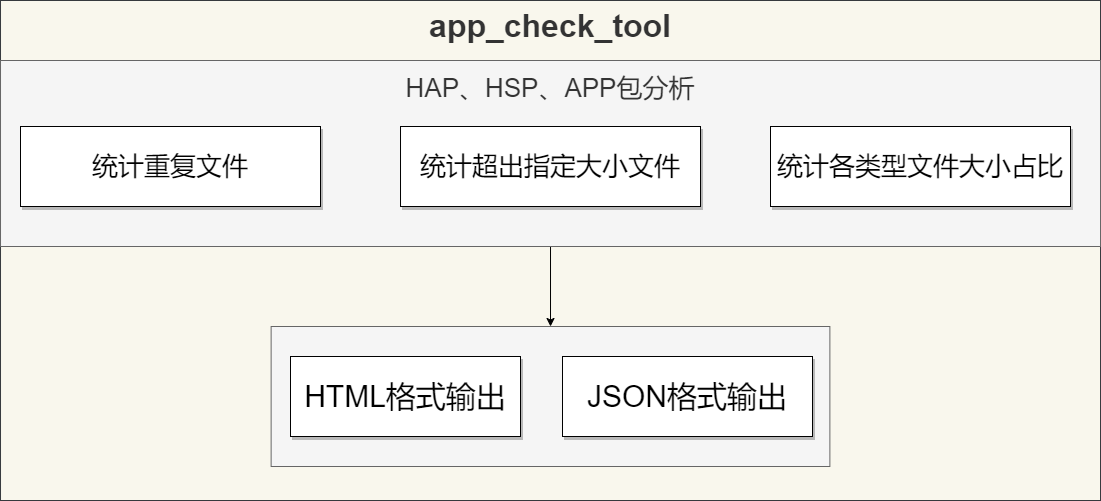 app_check_tool
HAP、HSP、APP包分析
统计重复文件
统计超出指定大小文件
统计各类型文件大小占比
HTML格式输出
JSON格式输出